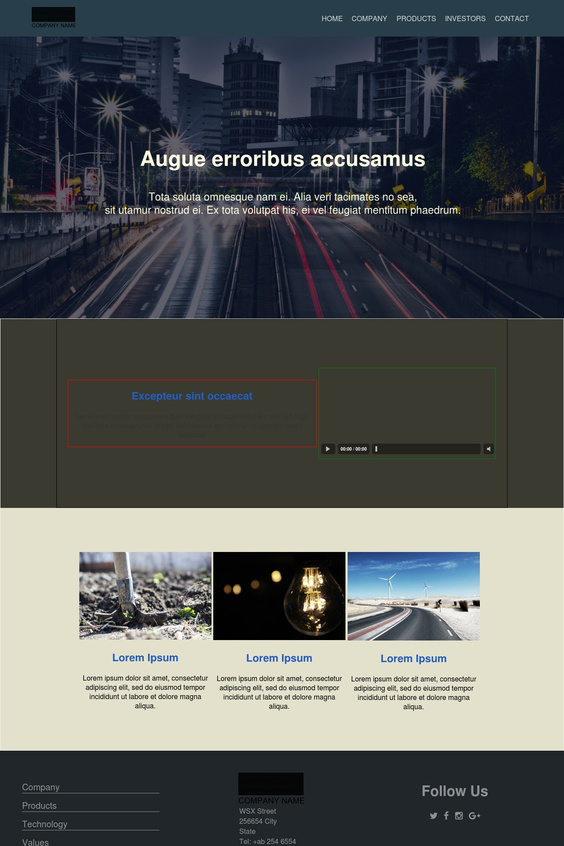 COMPANY NAME
HOME COMPANY PRODUCTS INVESTORS CONTACT
Augue erroribus accusamus
Tota soluta omnesque nam ei. Alia veri tacimates no sea,
sit utamur nostrud ei. Ex tota volutpat his, ei vel feugiat mentitum phaedrum.
Excepteur sint occaecat
00:00 / 00:00
Lorem Ipsum
Lorem ipsum dolor sit amet, consectetur
adipiscing elit, sed do eiusmod tempor
incididunt ut labore et dolore magna
aliqua.
Lorem Ipsum
Lorem ipsum dolor sit amet, consectetur
adipiscing elit, sed do eiusmod tempor
incididunt ut labore et dolore magna
aliqua.
Lorem Ipsum
Lorem ipsum dolor sit amet, consectetur
adipiscing elit, sed do eiusmod tempor
incididunt ut labore et dolore magna
aliqua.
Company
Products
Technology
Values
COMPANY NAME
WSX Street
256654 City
State
Tel: +ab 254 6554
Follow Us